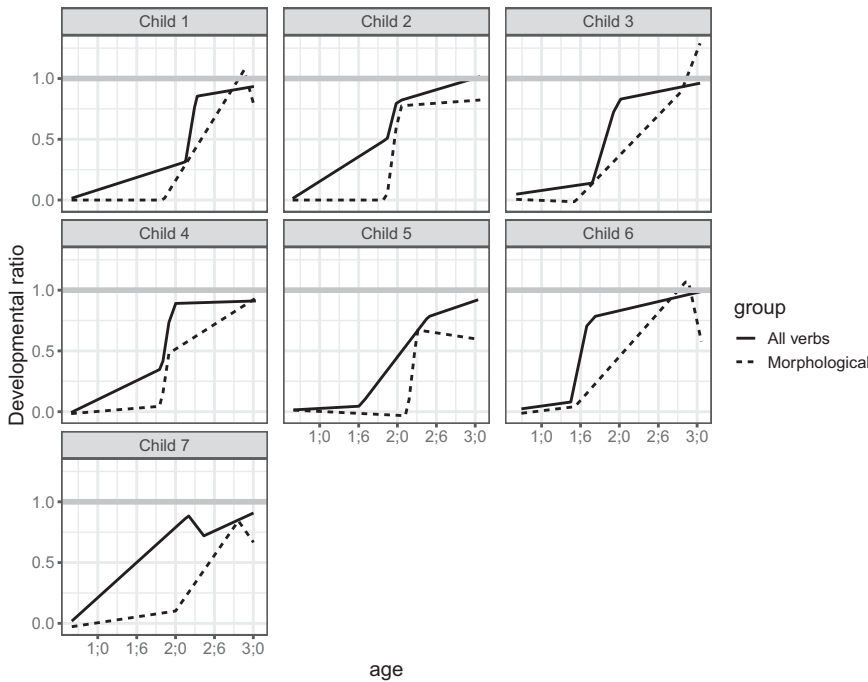 Child 1
Child 2
Child 3
1.0
0.5
0.0
Child 4
Child 5
Child 6
1.0
0.5
0.0
1;0 1;6 2;0 2;6 3;0
1;0 1;6 2;0 2;6 3;0
Child 7
1.0
0.5
0.0
1;0 1;6 2;0 2;6 3;0
Developmental ratio
age
group
All verbs
Morphological